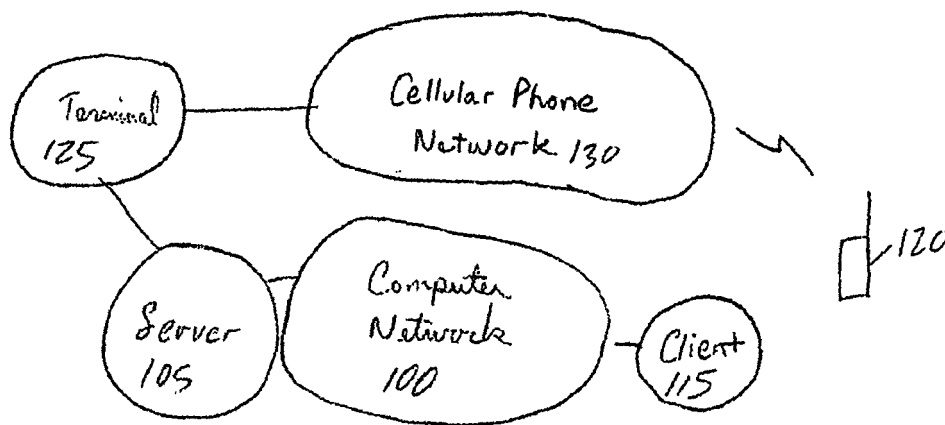 Terminal
125
Cellular Phone
Network 130
120
Server
105
Computer
Network
100
Client
115